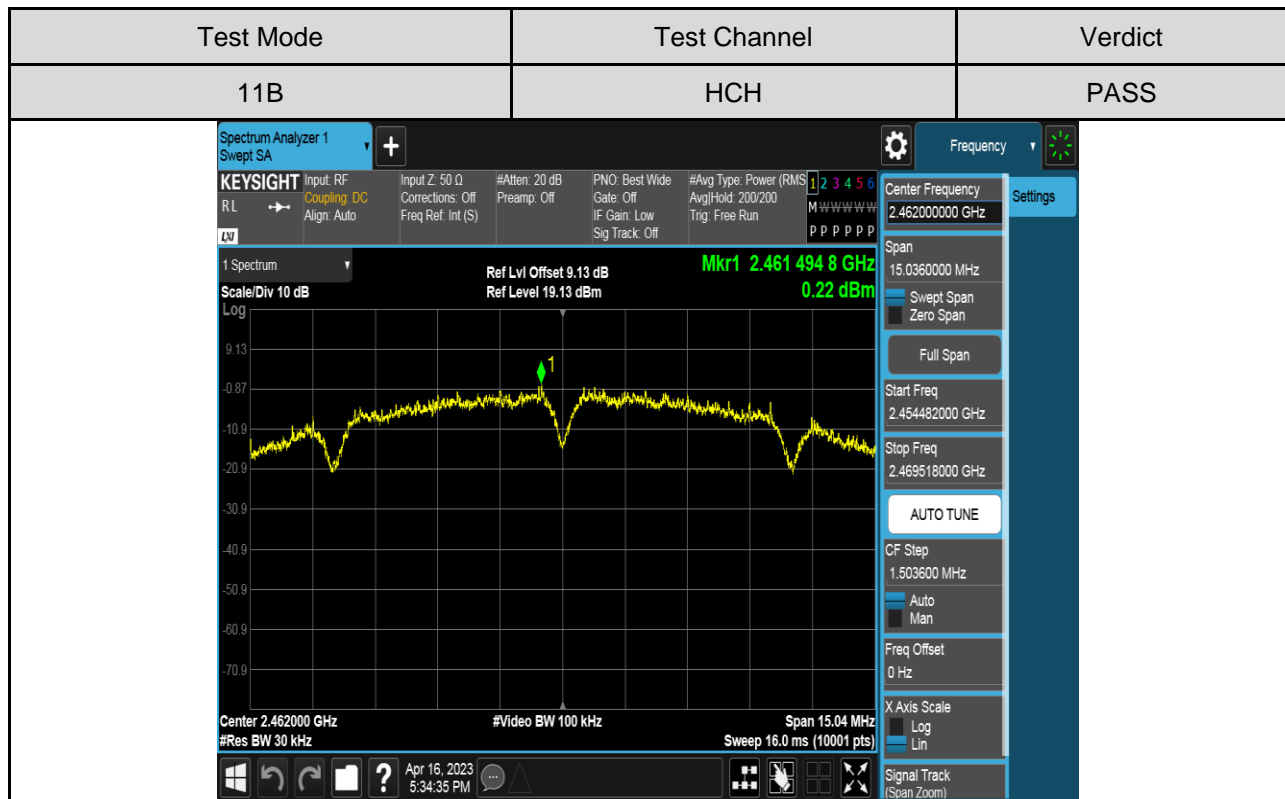 Test Mode Test Channel Verdict
11B HCH PASS
Spectrum Analyzer 1
Swept SA
+
Frequency
KEYSIGHT
R L
LXI
Input: RF
Coupling: DC
Align: Auto
Input Z: 50 Ω
Corrections: Off
Freq Ref: Int (S)
#Atten: 20 dB
Preamp: Off
PNO: Best Wide
Gate: Off
IF Gain: Low
Sig Track: Off
#Avg Type: Power (RMS
Avg|Hold: 200/200
Trig: Free Run
1 2 3 4 5 6
M W W W W W
P P P P P P
1 Spectrum
Scale/Div 10 dB
Ref Lvl Offset 9.13 dB
Ref Level 19.13 dBm
Mkr1 2.461 494 8 GHz
0.22 dBm
Log
9.13
-0.87
-10.9
-20.9
-30.9
-40.9
-50.9
-60.9
-70.9
1
Center 2.462000 GHz
#Res BW 30 kHz
#Video BW 100 kHz
Span 15.04 MHz
Sweep 16.0 ms (10001 pts)
Center Frequency
2.462000000 GHz
Span
15.0360000 MHz
Swept Span
Zero Span
Full Span
Start Freq
2.454482000 GHz
Stop Freq
2.469518000 GHz
AUTO TUNE
CF Step
1.503600 MHz
Auto
Man
Freq Offset
0 Hz
X Axis Scale
Log
Lin
Signal Track
(Span Zoom)
Settings
?
Apr 16, 2023
5:34:35 PM